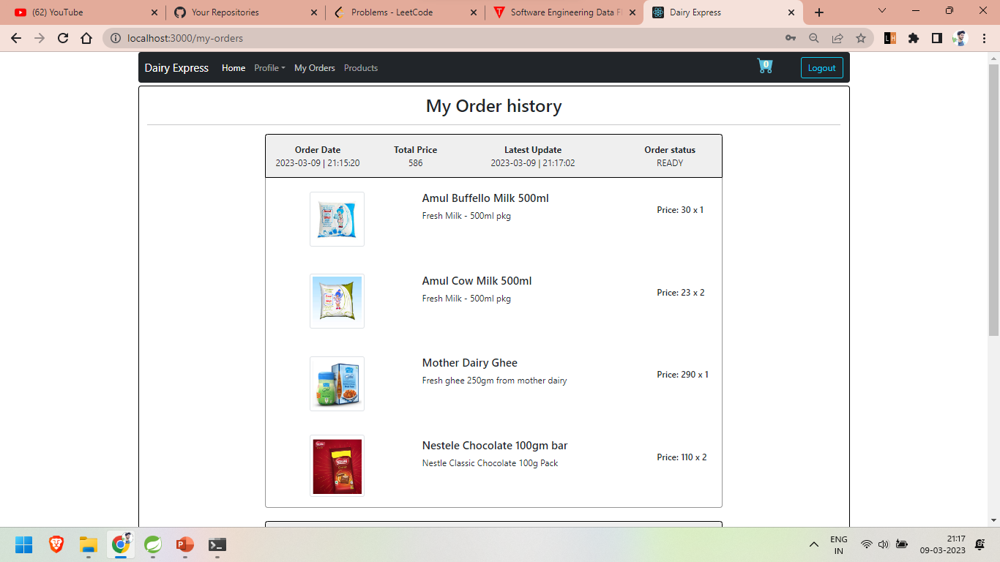 (62) YouTube
Your Repositories
Problems - LeetCode
Software Engineering Data Fl
Dairy Express
localhost:3000/my-orders
Dairy Express Home Profile My Orders Products 0 Logout
My Order history
Order Date Total Price Latest Update Order status
2023-03-09 | 21:15:20 586 2023-03-09 | 21:17:02 READY
Amul Buffello Milk 500ml
Fresh Milk - 500ml pkg
Price: 30 x 1
Amul Cow Milk 500ml
Fresh Milk - 500ml pkg
Price: 23 x 2
Mother Dairy Ghee
Fresh ghee 250gm from mother dairy
Price: 290 x 1
Nestele Chocolate 100gm bar
Nestle Classic Chocolate 100g Pack
Price: 110 x 2
ENG
IN
21:17
09-03-2023